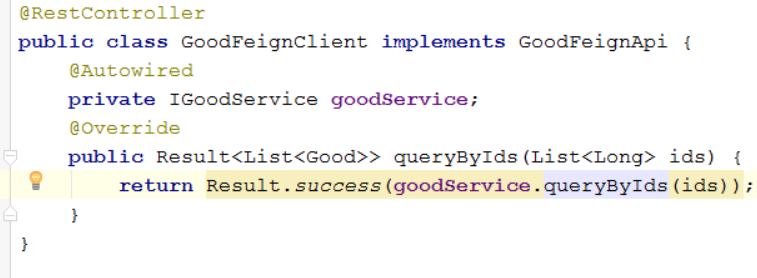 @RestController
public class GoodFeignClient implements GoodFeignApi {
@Autowired
private IGoodService goodService;
@Override
public Result<List<Good>> queryByIds(List<Long> ids) {
return Result.success(goodService.queryByIds(ids));
}
}